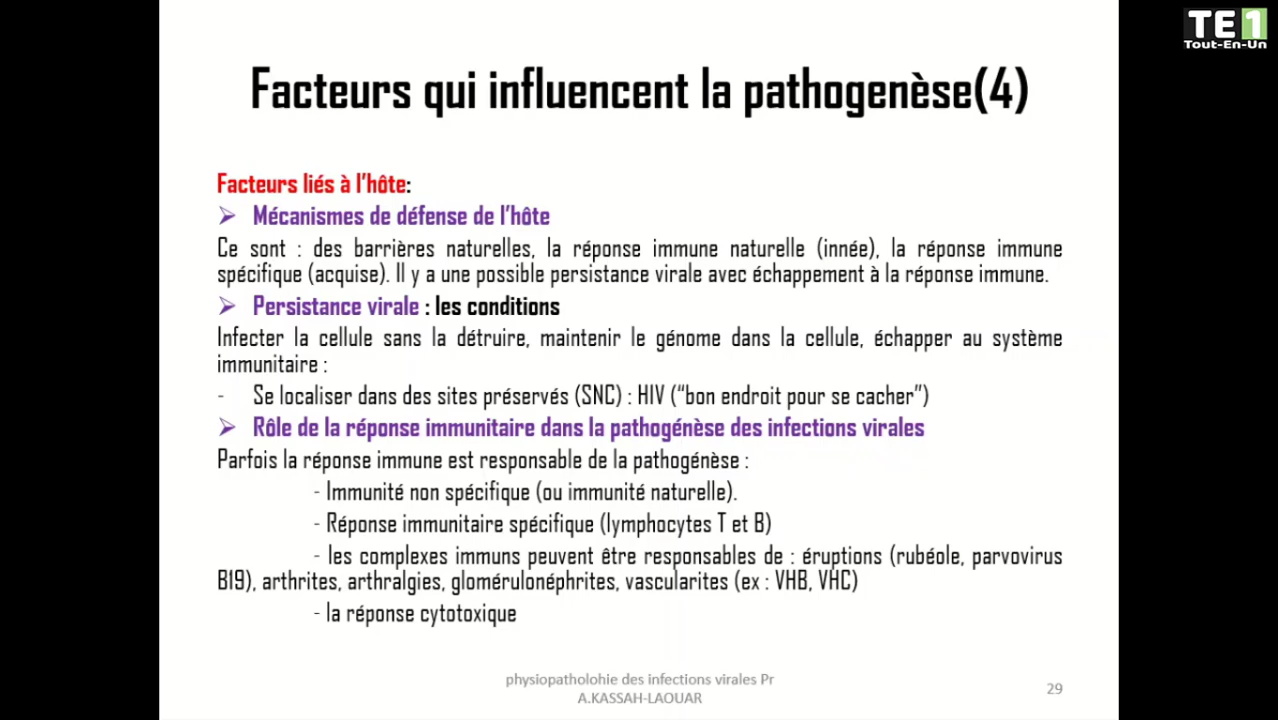 TE1
Tout-En-Un
Facteurs qui influencent la pathogenèse(4)
Facteurs liés à l'hôte:
➢ Mécanismes de défense de l'hôte
Ce sont : des barrières naturelles, la réponse immune naturelle (innée), la réponse immune
spécifique (acquise). Il y a une possible persistance virale avec échappement à la réponse immune.
➢ Persistance virale : les conditions
Infecter la cellule sans la détruire, maintenir le génome dans la cellule, échapper au système
immunitaire :
- Se localiser dans des sites préservés (SNC) : HIV ("bon endroit pour se cacher")
➢ Rôle de la réponse immunitaire dans la pathogénèse des infections virales
Parfois la réponse immune est responsable de la pathogénèse :
- Immunité non spécifique (ou immunité naturelle).
- Réponse immunitaire spécifique (lymphocytes T et B)
- les complexes immuns peuvent être responsables de : éruptions (rubéole, parvovirus
B19), arthrites, arthralgies, glomérulonéphrites, vascularites (ex : VHB, VHC)
- la réponse cytotoxique
physiopatholohie des infections virales Pr
A.KASSAH-LAOUAR
29